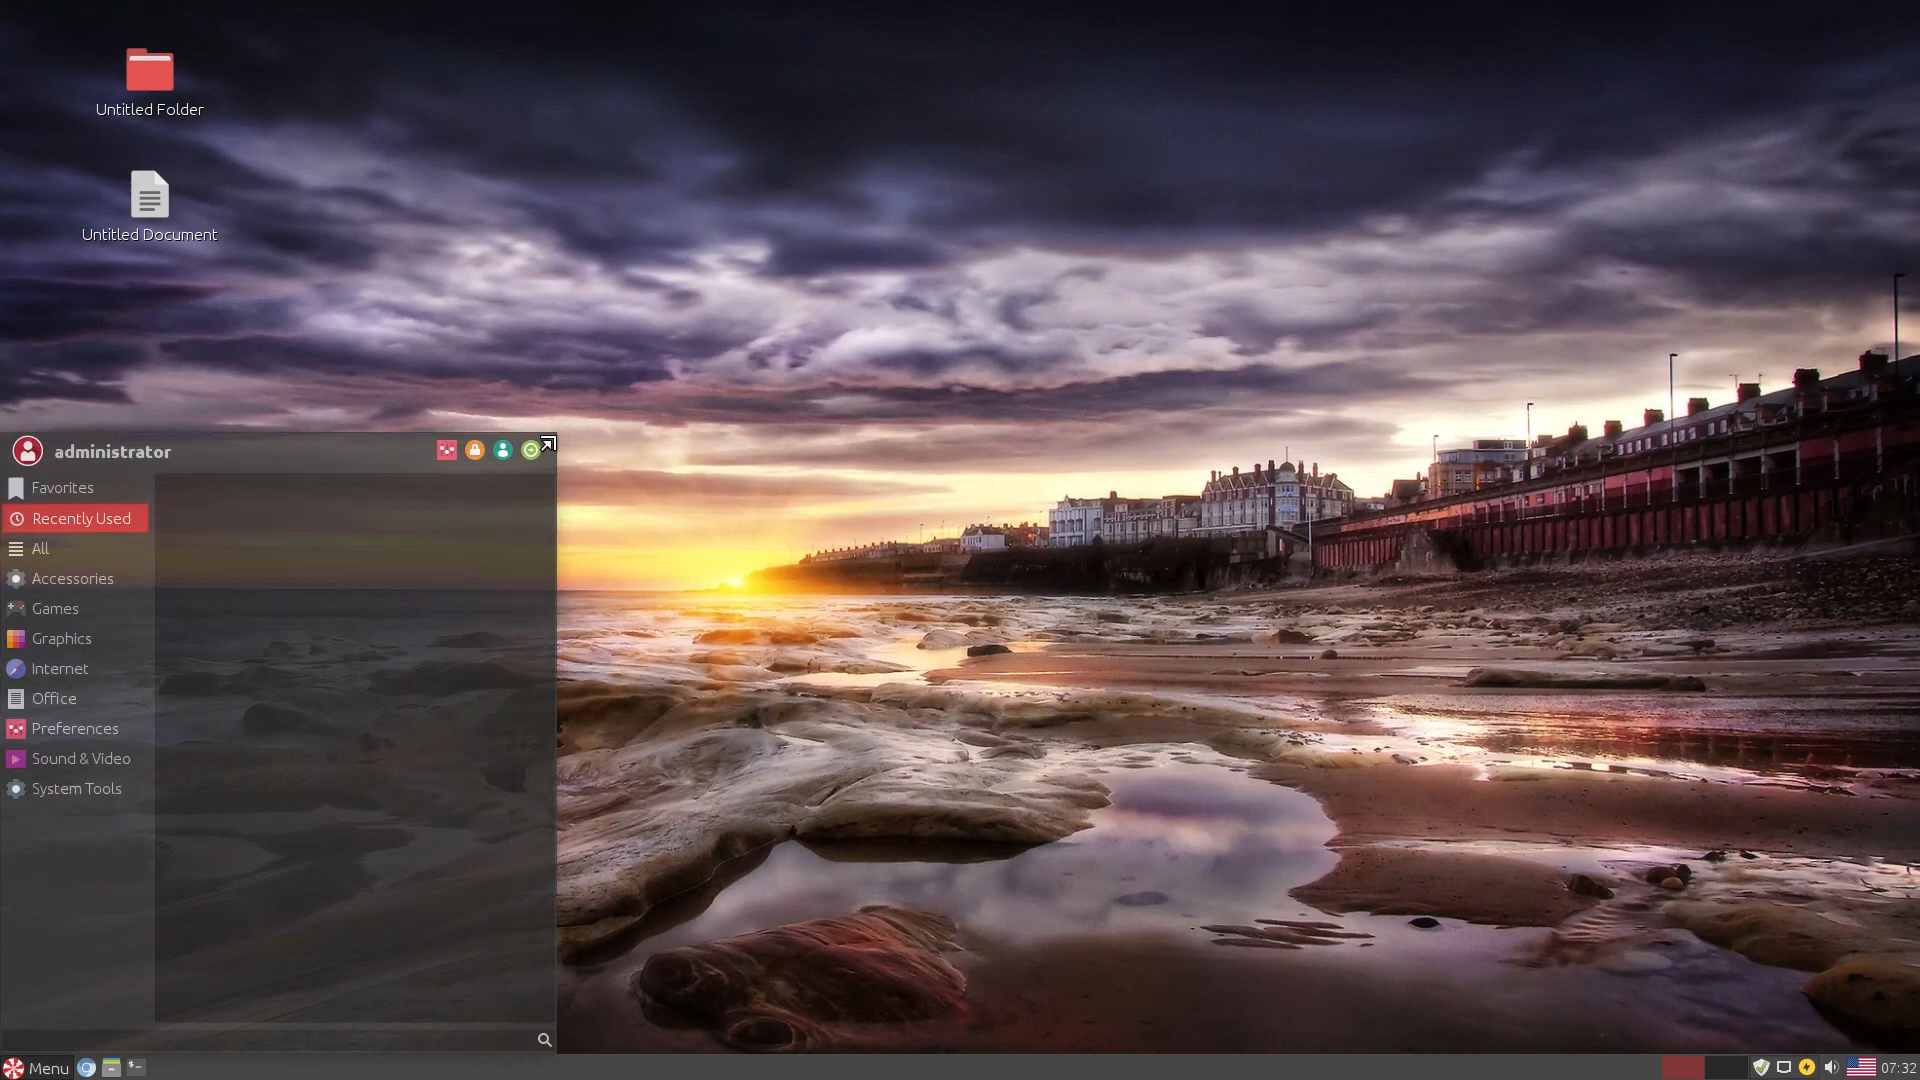 Untitled Folder
Untitled Document
administrator
Favorites
Recently Used
All
Accessories
Games
Graphics
Internet
Office
Preferences
Sound & Video
System Tools
Menu
07:32